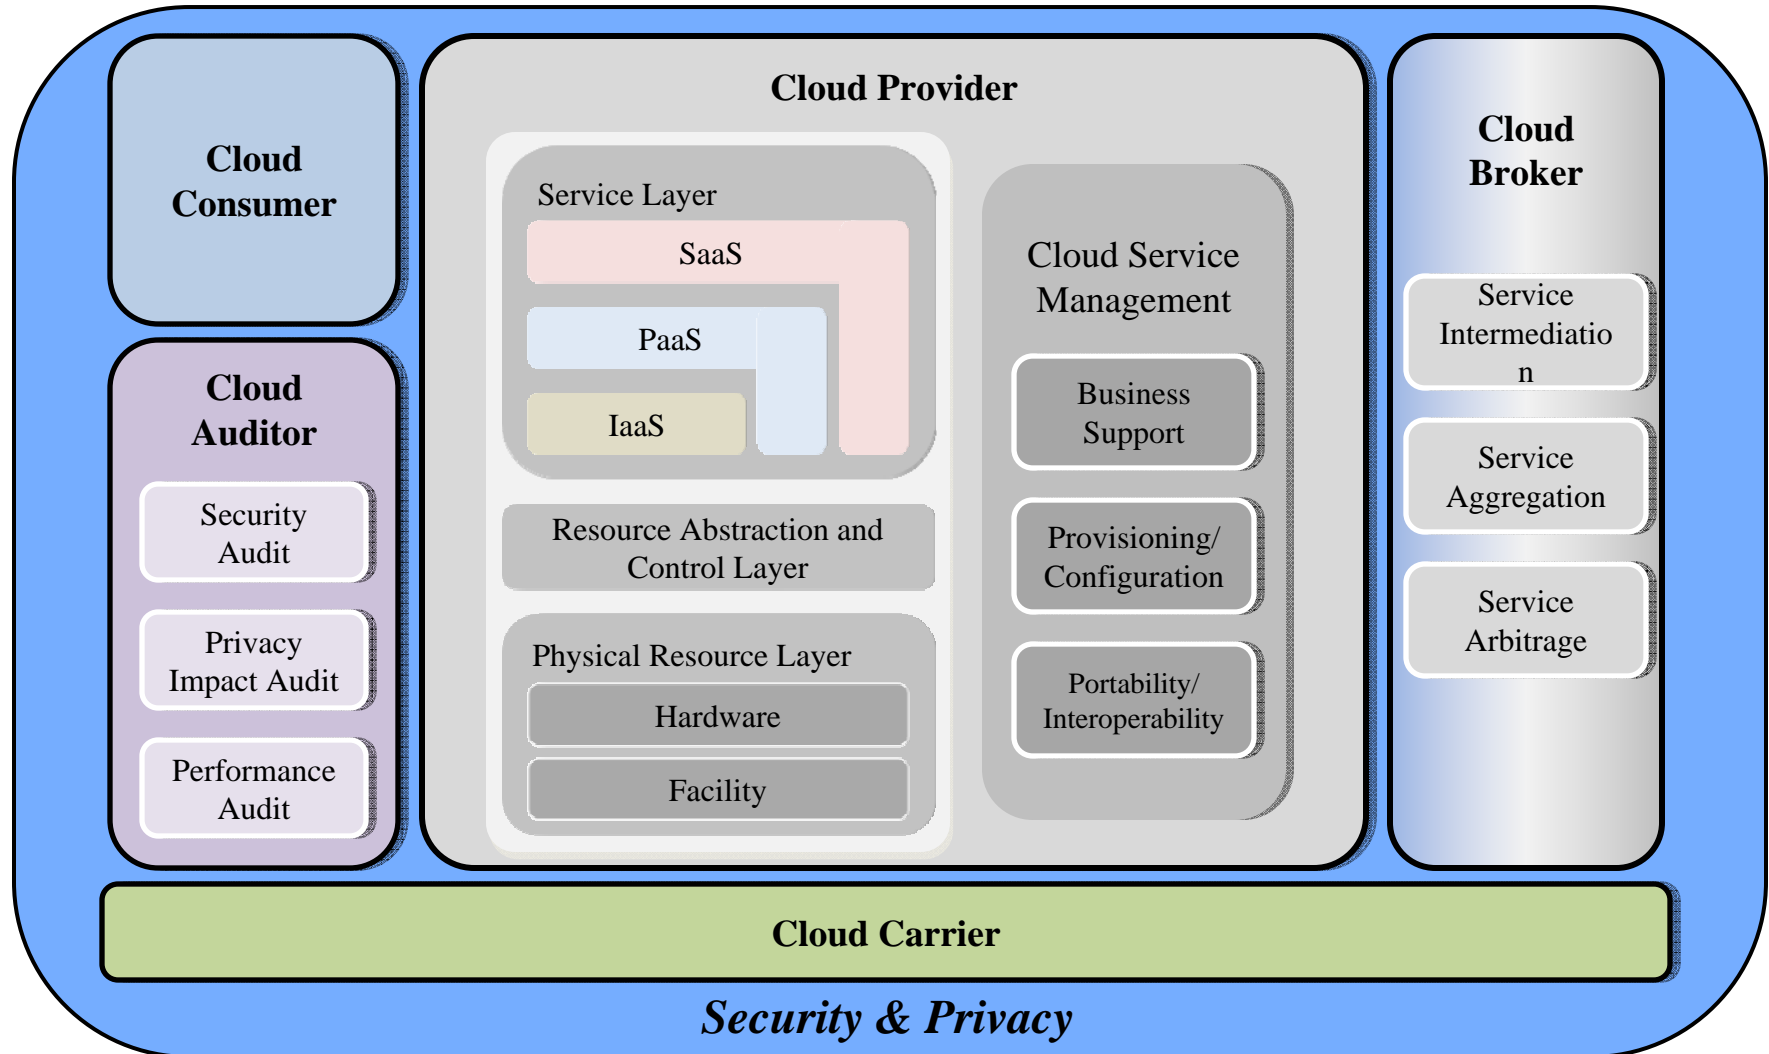 Cloud
Consumer
Cloud
Auditor
Security
Audit
Privacy
Impact Audit
Performance
Audit
Cloud Provider
Service Layer
SaaS
PaaS
IaaS
Resource Abstraction and
Control Layer
Physical Resource Layer
Hardware
Facility
Cloud Service
Management
Business
Support
Provisioning/
Configuration
Portability/
Interoperability
Cloud
Broker
Service
Intermediatio
n
Service
Aggregation
Service
Arbitrage
Cloud Carrier
Security & Privacy